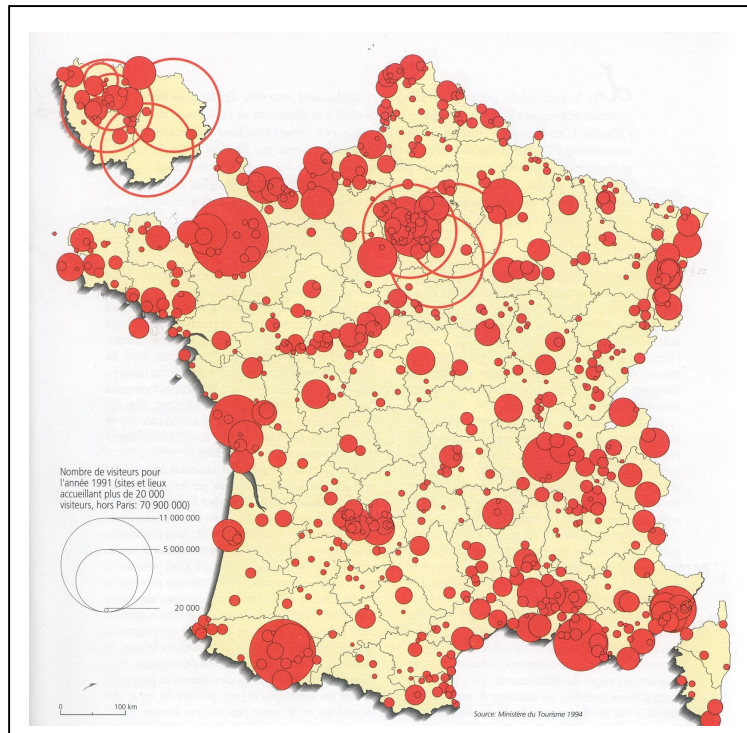 Nombre de visiteurs pour
l'année 1991 (sites et lieux
accueillant plus de 20 000
visiteurs, hors Paris: 70 900 000)
11 000 000
5 000 000
20 000
0 100 km
Source: Ministère du Tourisme 1994